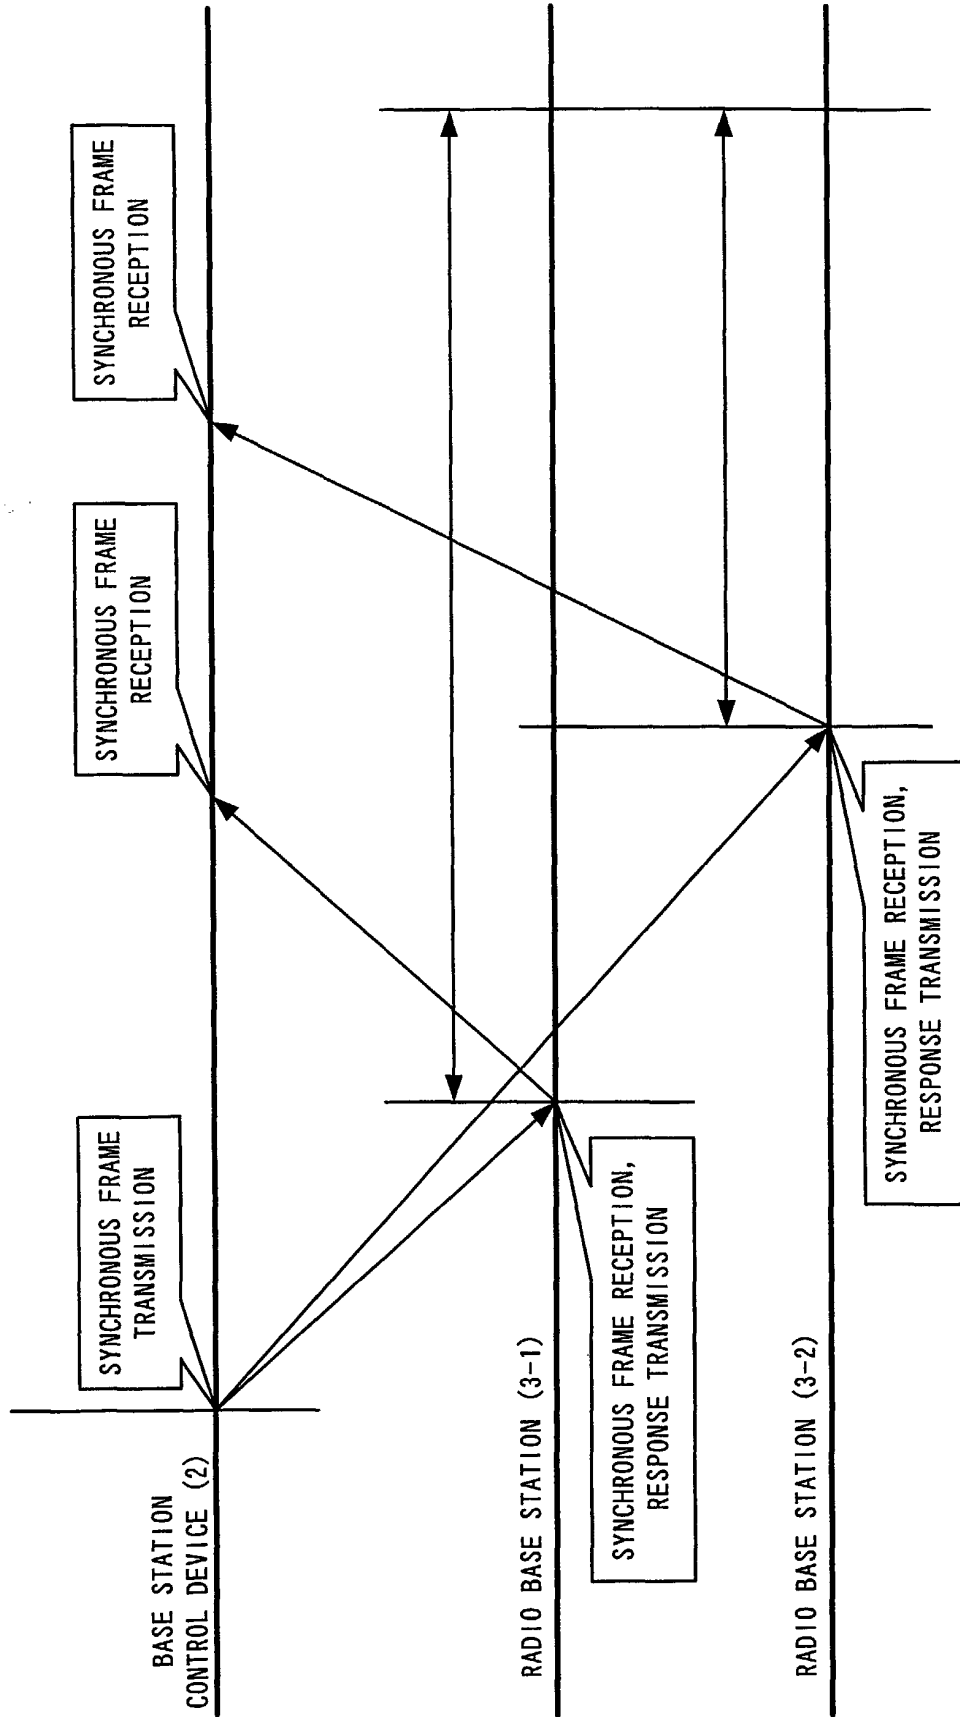 BASE STATION
CONTROL DEVICE (2)
SYNCHRONOUS FRAME
TRANSMISSION
SYNCHRONOUS FRAME
RECEPTION
SYNCHRONOUS FRAME
RECEPTION
RADIO BASE STATION (3-1)
SYNCHRONOUS FRAME RECEPTION,
RESPONSE TRANSMISSION
RADIO BASE STATION (3-2)
SYNCHRONOUS FRAME RECEPTION,
RESPONSE TRANSMISSION